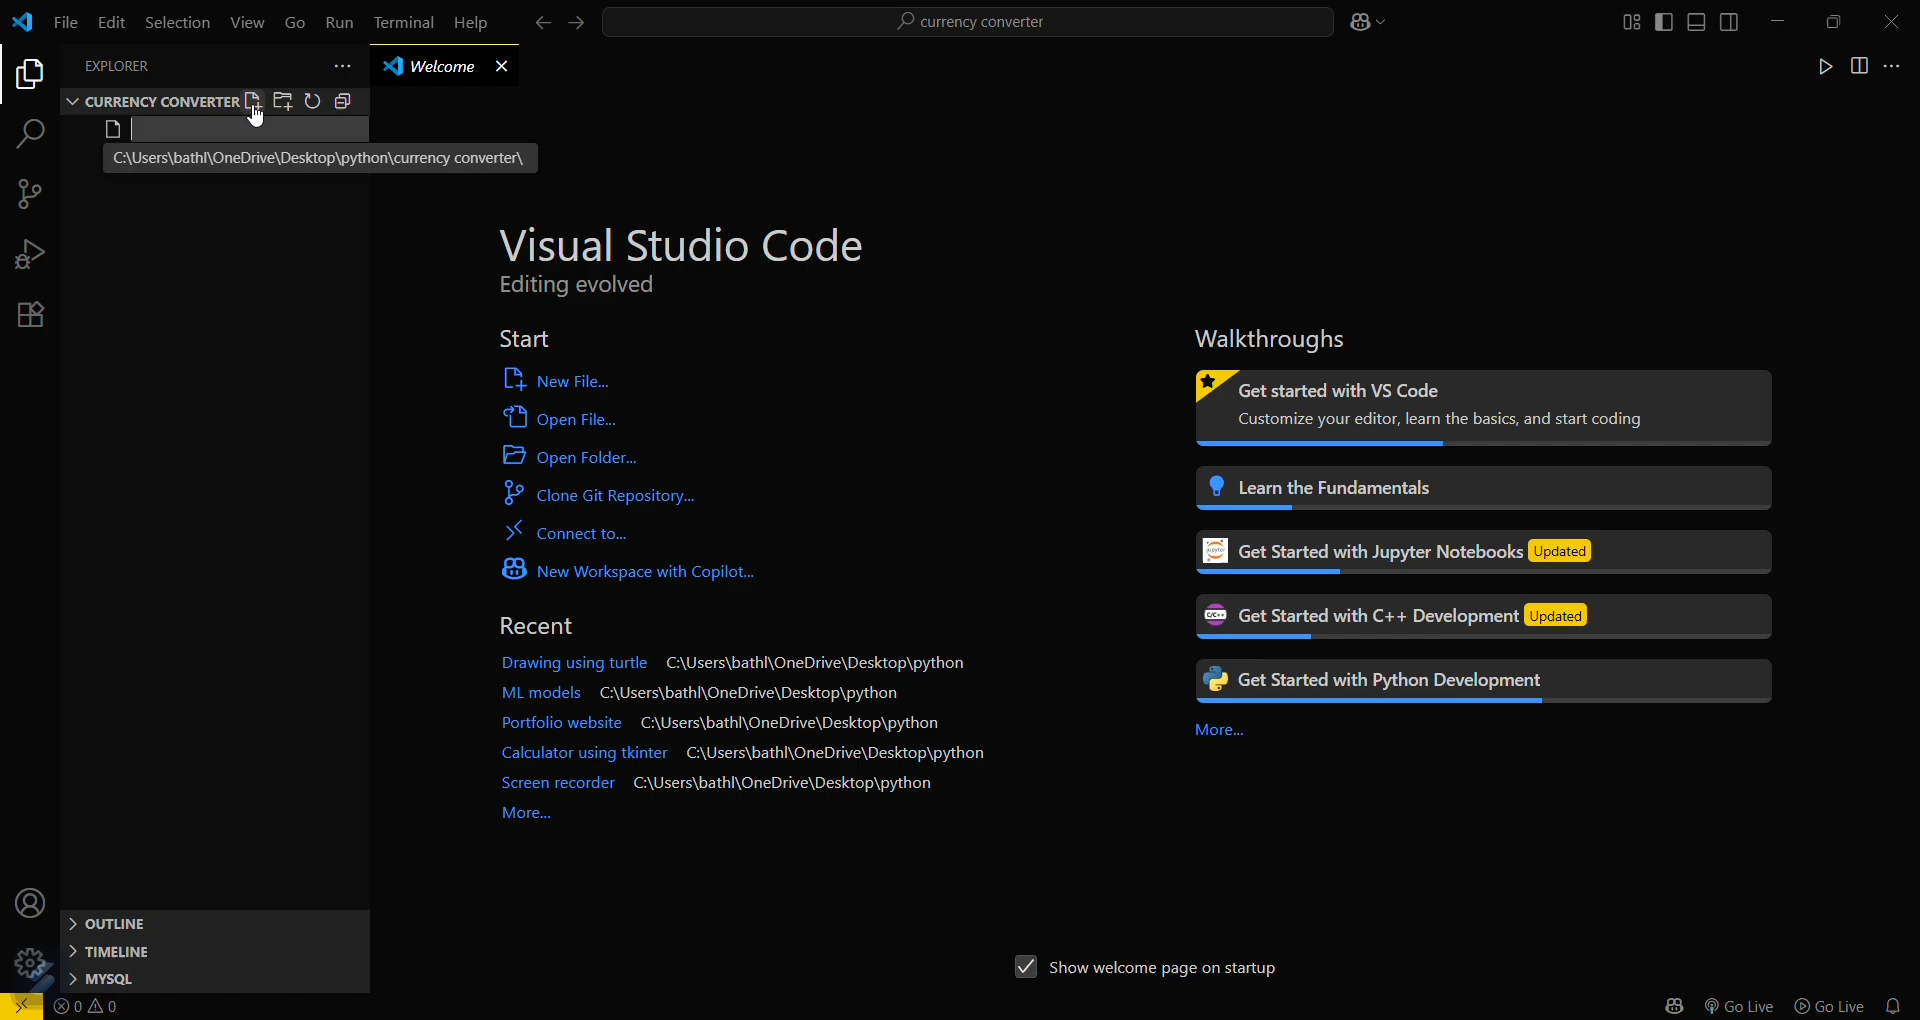 File Edit Selection View Go Run Terminal Help currency converter
EXPLORER Welcome
CURRENCY CONVERTER
C:\Users\bathl\OneDrive\Desktop\python\currency converter\
Visual Studio Code
Editing evolved
Start
New File...
Open File...
Open Folder...
Clone Git Repository...
Connect to...
New Workspace with Copilot...
Recent
Drawing using turtle C:\Users\bathl\OneDrive\Desktop\python
ML models C:\Users\bathl\OneDrive\Desktop\python
Portfolio website C:\Users\bathl\OneDrive\Desktop\python
Calculator using tkinter C:\Users\bathl\OneDrive\Desktop\python
Screen recorder C:\Users\bathl\OneDrive\Desktop\python
More...
Walkthroughs
Get started with VS Code
Customize your editor, learn the basics, and start coding
Learn the Fundamentals
jupyter Get Started with Jupyter Notebooks Updated
C/C++ Get Started with C++ Development Updated
Get Started with Python Development
More...
Show welcome page on startup
OUTLINE
TIMELINE
MYSQL
0 0 Go Live Go Live